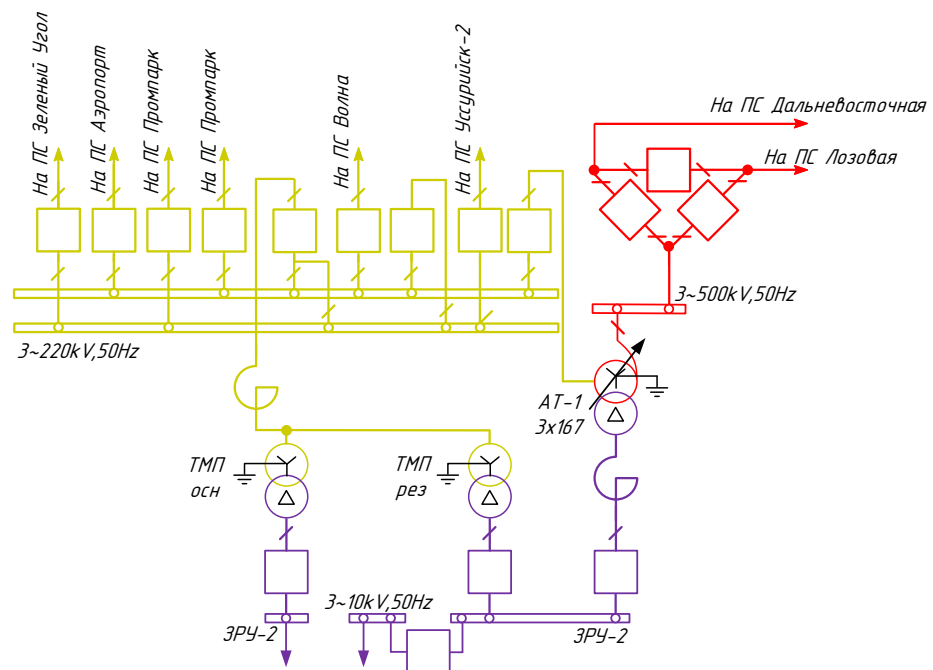 На ПС Зеленый Угол
На ПС Аэропорт
На ПС Промпарк
На ПС Промпарк
На ПС Волна
На ПС Уссурийск-2
На ПС Дальневосточная
На ПС Лозовая
3~500kV,50Hz
3~220kV,50Hz
АТ-1
3х167
ТМП
осн
ТМП
рез
3~10kV,50Hz
ЗРУ-2
ЗРУ-2